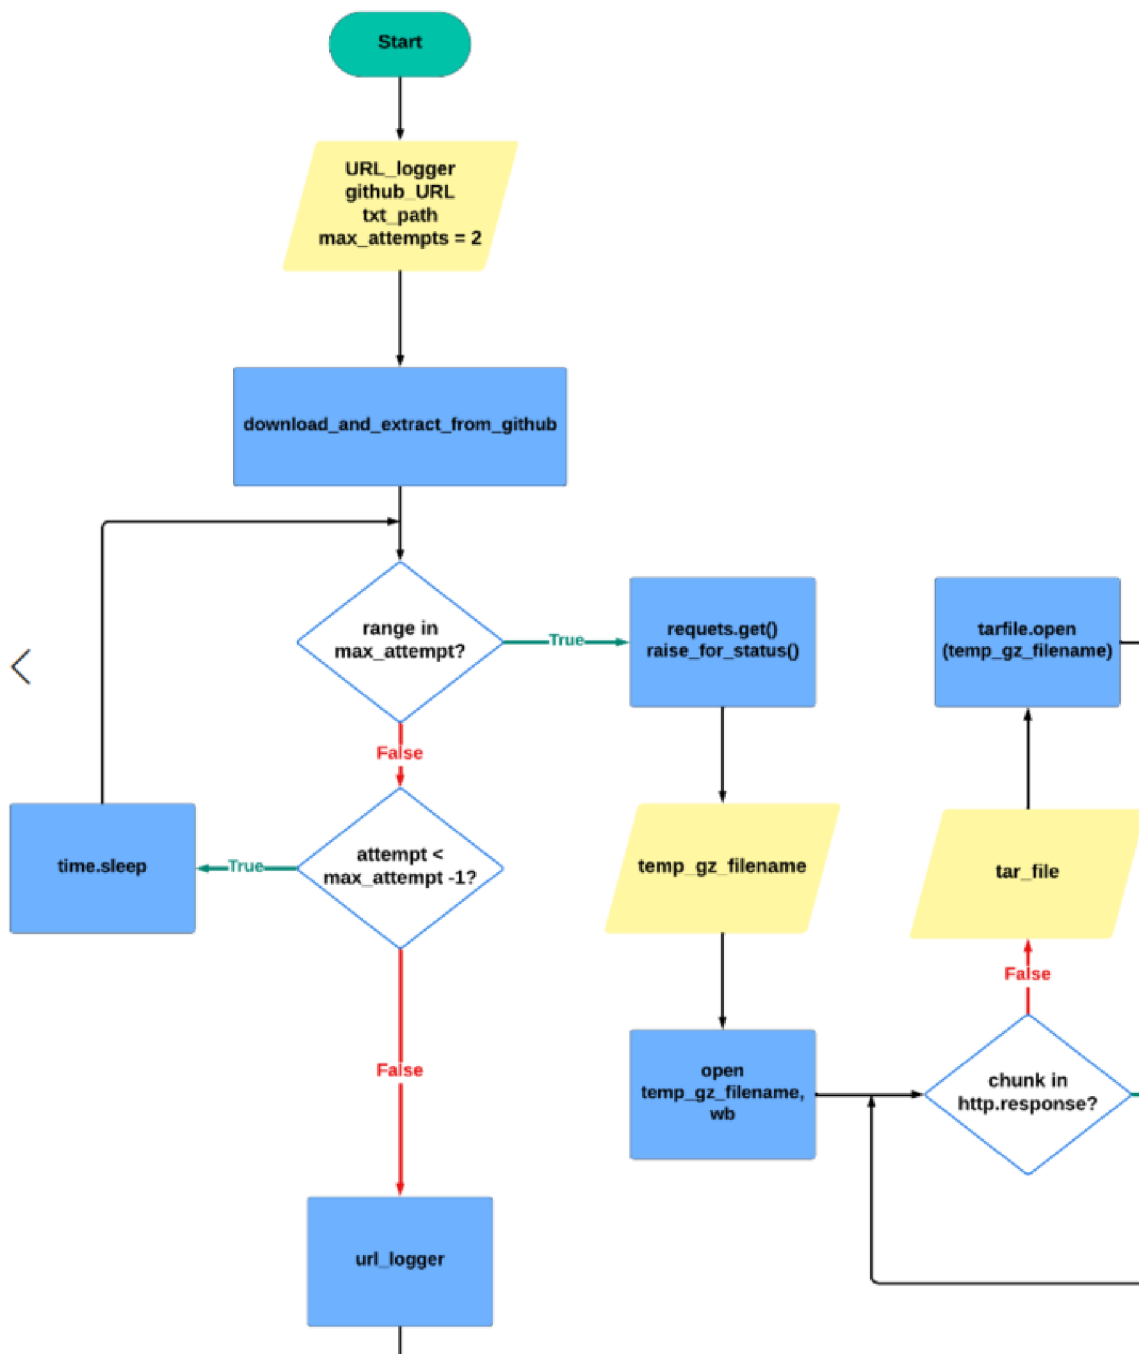 Start
URL_logger
github_URL
txt_path
max_attempts = 2
download_and_extract_from_github
range in
max_attempt?
True
requets.get()
raise_for_status()
tarfile.open
(temp_gz_filename)
False
time.sleep
True
attempt <
max_attempt -1?
temp_gz_filename
tar_file
False
False
open
temp_gz_filename,
wb
chunk in
http.response?
url_logger